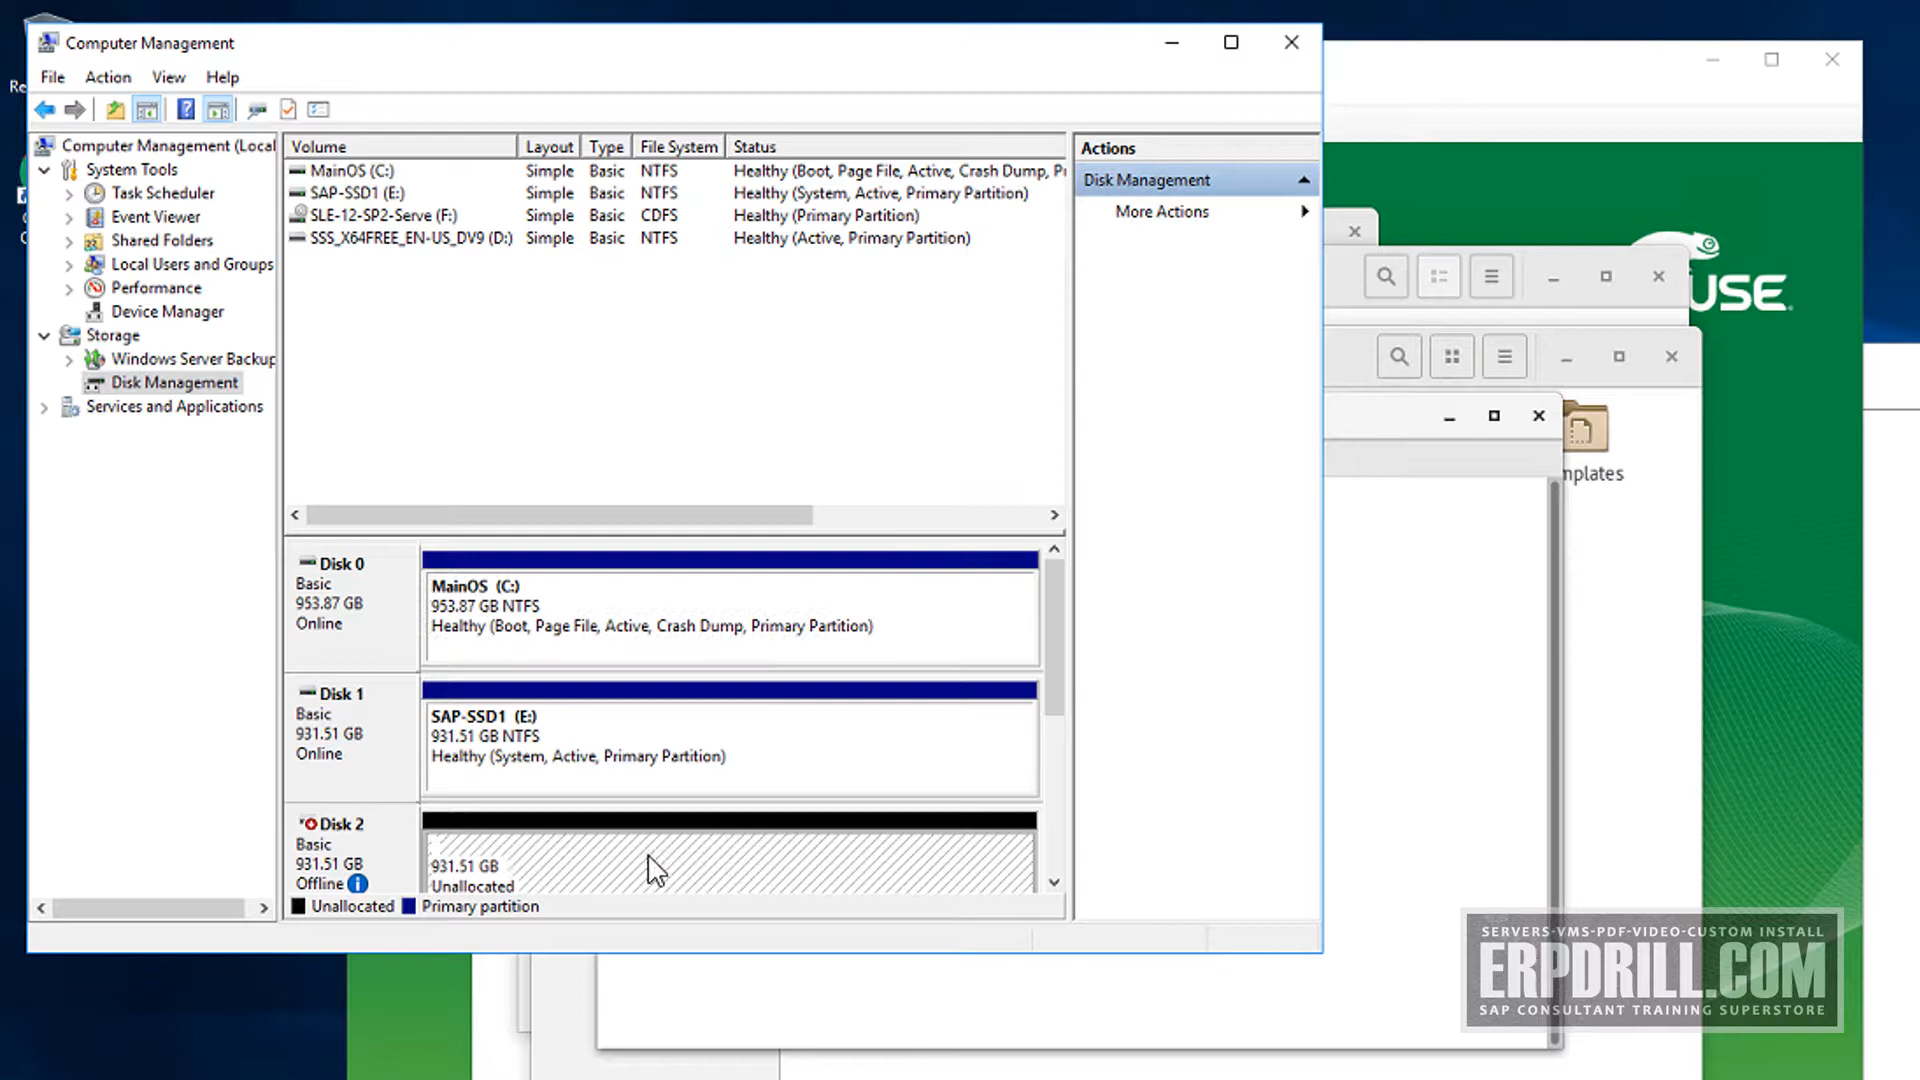 Computer Management
File Action View Help
Computer Management (Local
System Tools
Task Scheduler
Event Viewer
Shared Folders
Local Users and Groups
Performance
Device Manager
Storage
Windows Server Backup
Disk Management
Services and Applications
Volume Layout Type File System Status
MainOS (C:) Simple Basic NTFS Healthy (Boot, Page File, Active, Crash Dump, P
SAP-SSD1 (E:) Simple Basic NTFS Healthy (System, Active, Primary Partition)
SLE-12-SP2-Serve (F:) Simple Basic CDFS Healthy (Primary Partition)
SSS_X64FREE_EN-US_DV9 (D:) Simple Basic NTFS Healthy (Active, Primary Partition)
Disk 0
Basic
953.87 GB
Online
MainOS (C:)
953.87 GB NTFS
Healthy (Boot, Page File, Active, Crash Dump, Primary Partition)
Disk 1
Basic
931.51 GB
Online
SAP-SSD1 (E:)
931.51 GB NTFS
Healthy (System, Active, Primary Partition)
Disk 2
Basic
931.51 GB
Offline
931.51 GB
Unallocated
Unallocated Primary partition
Actions
Disk Management
More Actions
USE
mplates
SERVERS-VMS-PDF-VIDEO-CUSTOM INSTALL
ERPDRILL.COM
SAP CONSULTANT TRAINING SUPERSTORE